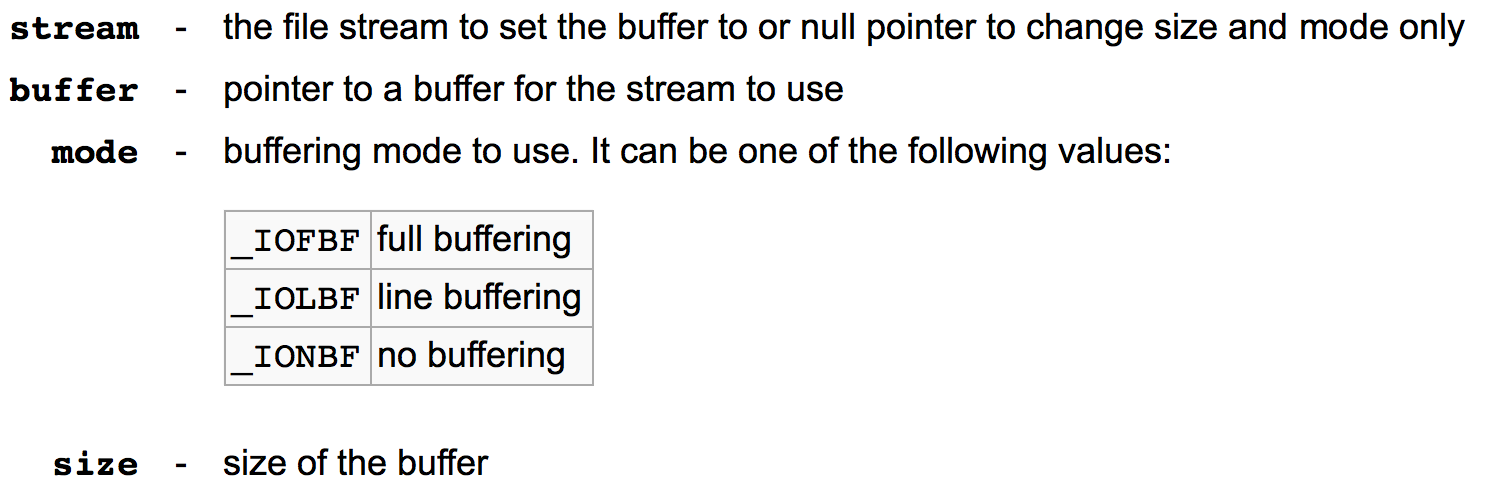 stream - the file stream to set the buffer to or null pointer to change size and mode only
buffer - pointer to a buffer for the stream to use
mode - buffering mode to use. It can be one of the following values:
_IOFBF full buffering
_IOLBF line buffering
_IONBF no buffering
size - size of the buffer